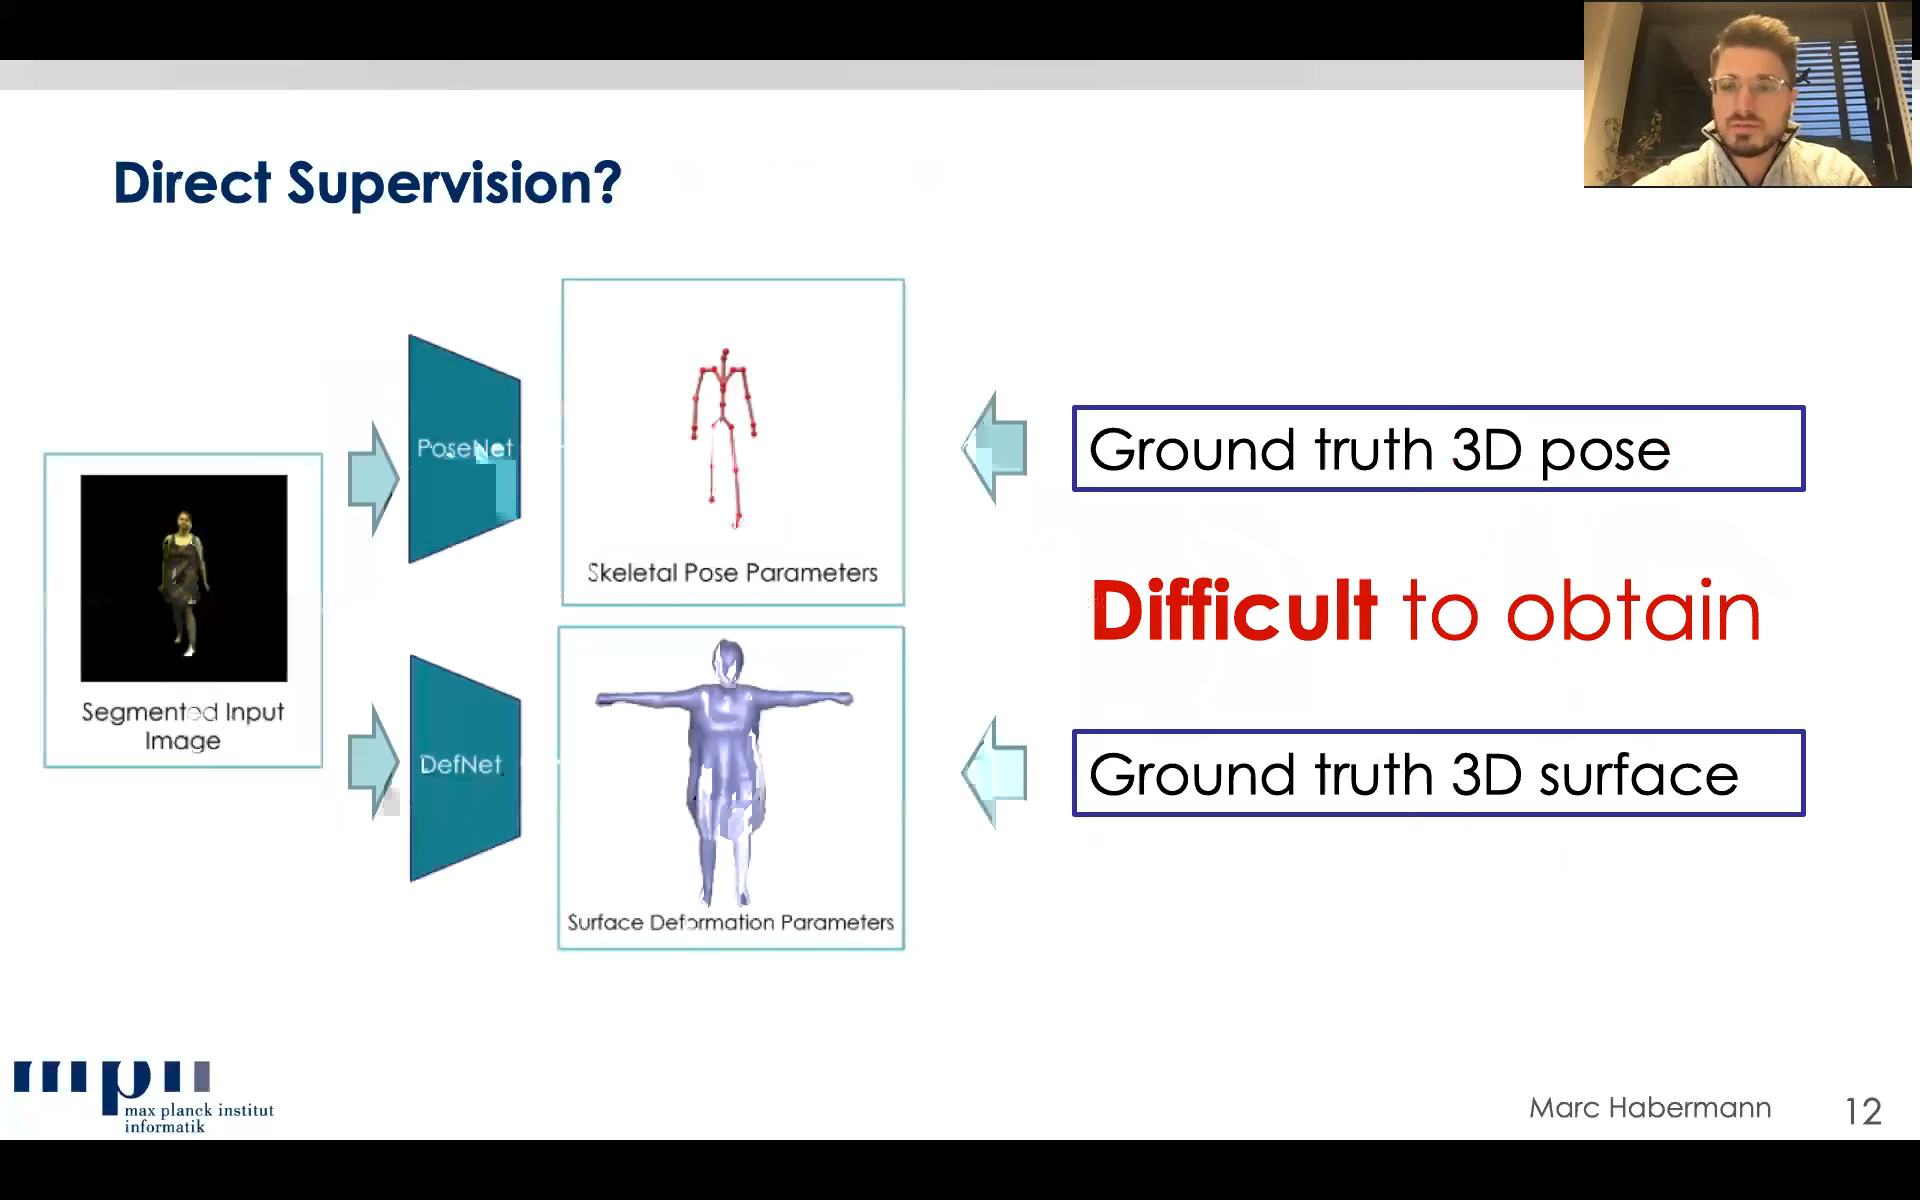 Direct Supervision?
Segmented Input
Image
PoseNet
DefNet
Skeletal Pose Parameters
Surface Deformation Parameters
Ground truth 3D pose
Difficult to obtain
Ground truth 3D surface
mpii
max planck institut
informatik
Marc Habermann
12